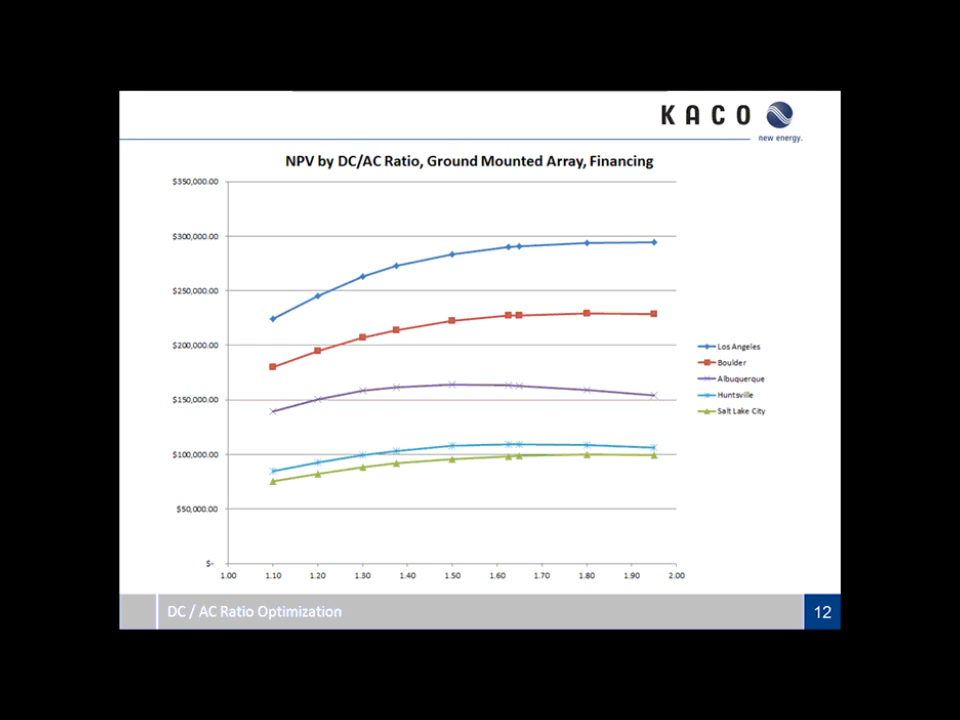 KACO
new energy.
NPV by DC/AC Ratio, Ground Mounted Array, Financing
$350,000.00
$300,000.00
$250,000.00
$200,000.00
$150,000.00
$100,000.00
$50,000.00
$-
1.00 1.10 1.20 1.30 1.40 1.50 1.60 1.70 1.80 1.90 2.00
Los Angeles
Boulder
Albuquerque
Huntsville
Salt Lake City
DC / AC Ratio Optimization
12